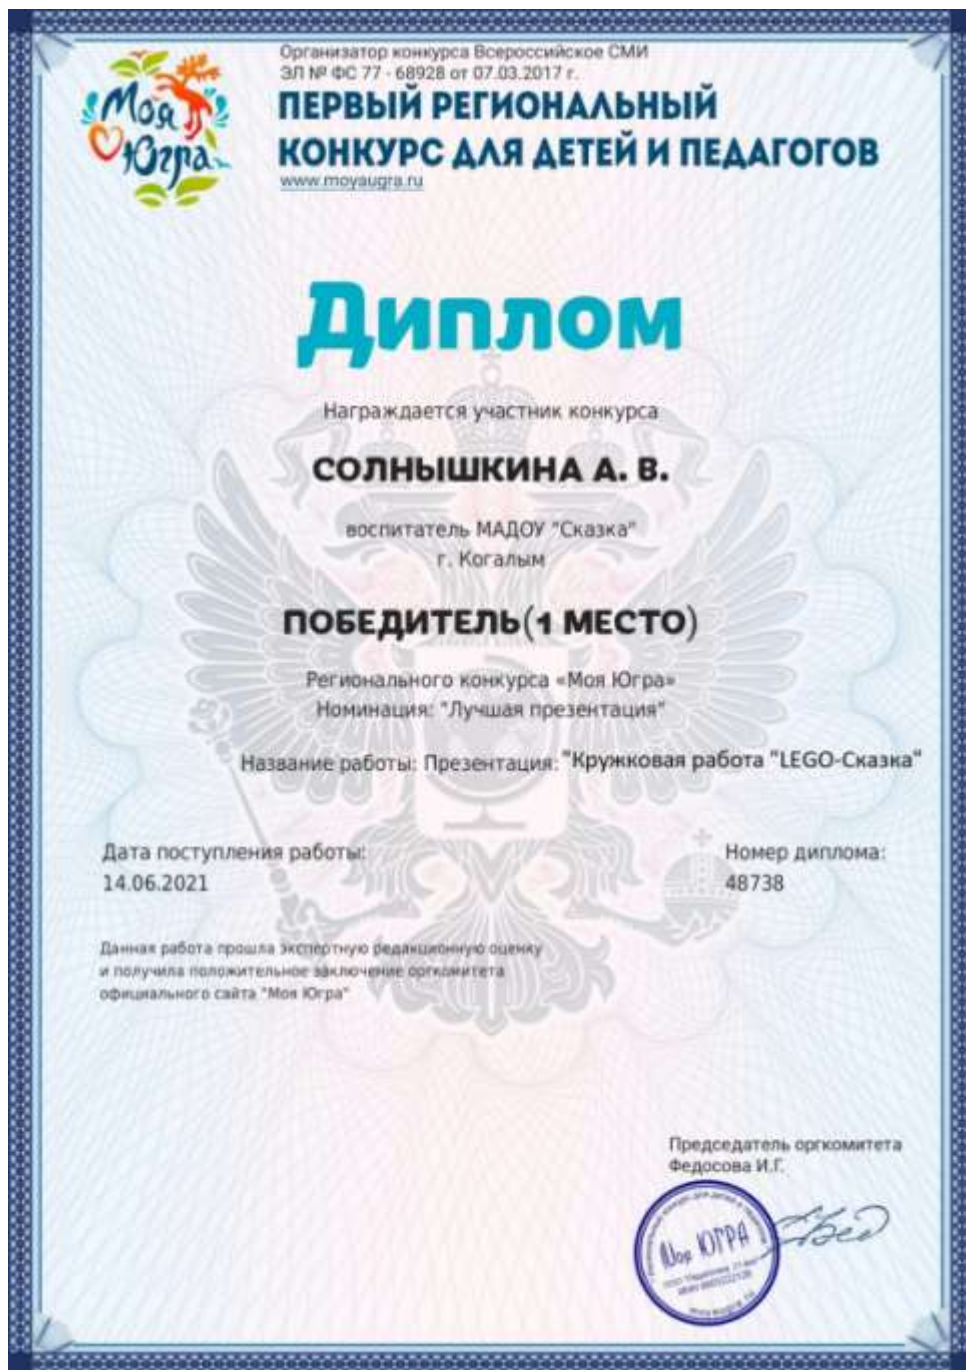 Моя
Югра
Организатор конкурса Всероссийское СМИ
ЭЛ № ФС 77 - 68928 от 07.03.2017 г.
ПЕРВЫЙ РЕГИОНАЛЬНЫЙ
КОНКУРС ДЛЯ ДЕТЕЙ И ПЕДАГОГОВ
www.moyaugra.ru
Диплом
Награждается участник конкурса
СОЛНЫШКИНА А. В.
воспитатель МАДОУ "Сказка"
г. Когалым
ПОБЕДИТЕЛЬ(1 МЕСТО)
Регионального конкурса «Моя Югра»
Номинация: "Лучшая презентация"
Название работы: Презентация: "Кружковая работа "LEGO-Сказка"
Дата поступления работы:
14.06.2021
Номер диплома:
48738
Данная работа прошла экспертную редакционную оценку
и получила положительное заключение оргкомитета
официального сайта "Моя Югра"
Председатель оргкомитета
Федосова И.Г.
Моя ЮГРА